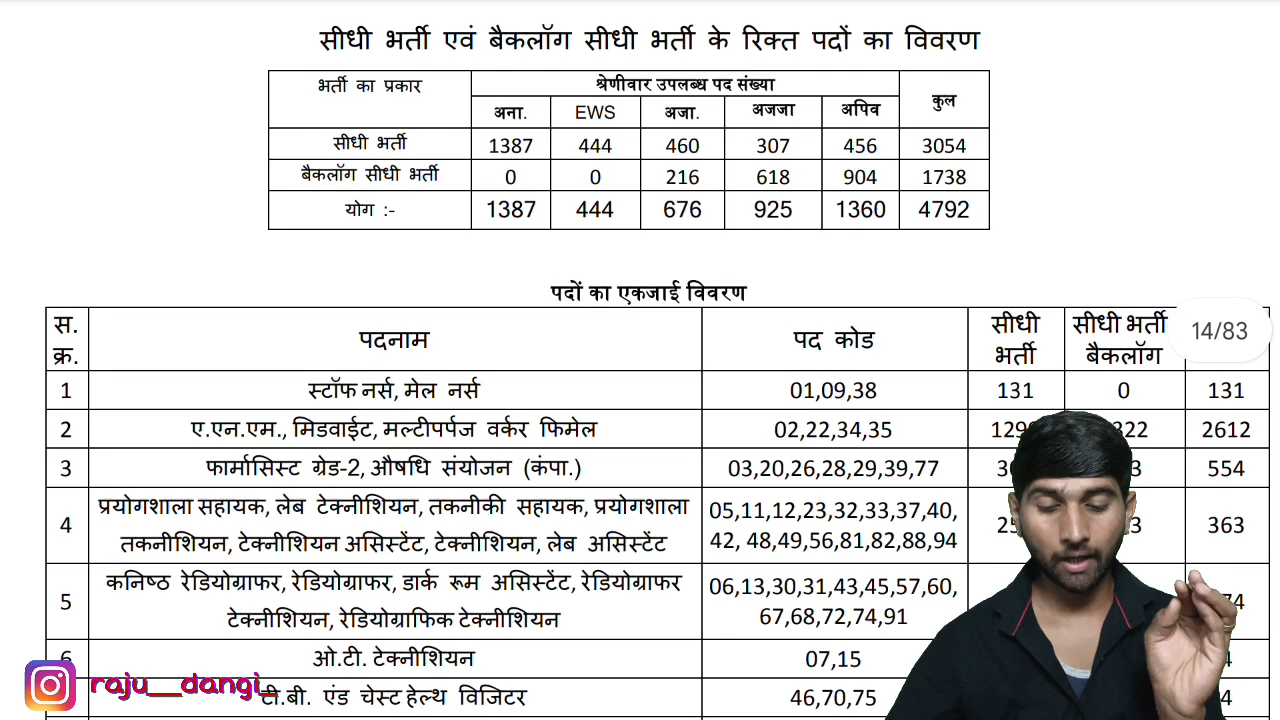 सीधी भर्ती एवं बैकलॉग सीधी भर्ती के रिक्त पदों का विवरण
भर्ती का प्रकार श्रेणीवार उपलब्ध पद संख्या कुल
अना. EWS अजा. अजजा अपिव
सीधी भर्ती 1387 444 460 307 456 3054
बैकलॉग सीधी भर्ती 0 0 216 618 904 1738
योग :- 1387 444 676 925 1360 4792
पदों का एकजाई विवरण
स. क्र. पदनाम पद कोड सीधी भर्ती सीधी भर्ती बैकलॉग 14/83
1 स्टॉफ नर्स, मेल नर्स 01,09,38 131 0 131
2 ए.एन.एम., मिडवाईट, मल्टीपर्पज वर्कर फिमेल 02,22,34,35 2612
3 फार्मासिस्ट ग्रेड-2, औषधि संयोजन (कंपा.) 03,20,26,28,29,39,77 554
4 प्रयोगशाला सहायक, लेब टेक्नीशियन, तकनीकी सहायक, प्रयोगशाला 05,11,12,23,32,33,37,40, 363
तकनीशियन, टेक्नीशियन असिस्टेंट, टेक्नीशियन, लेब असिस्टेंट 42, 48,49,56,81,82,88,94
5 कनिष्ठ रेडियोग्राफर, रेडियोग्राफर, डार्क रूम असिस्टेंट, रेडियोग्राफर 06,13,30,31,43,45,57,60,
टेक्नीशियन, रेडियोग्राफिक टेक्नीशियन 67,68,72,74,91
6 ओ.टी. टेक्नीशियन 07,15
raju__dangi_ टी.बी. एंड चेस्ट हेल्थ विजिटर 46,70,75